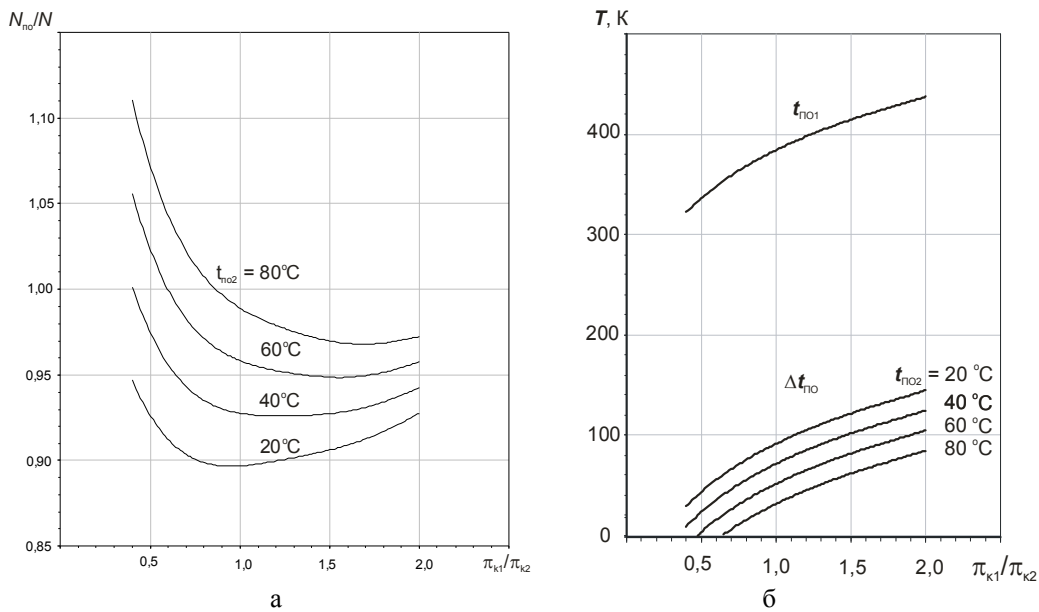 Nпо/N
1,10
1,05
1,00
0,95
0,90
0,85
tпо2 = 80°C
60°C
40°C
20°C
0,5
1,0
1,5
2,0
πк1/πк2
а
T, К
400
300
200
100
0
tПО1
ΔtПО
tПО2 = 20 °C
40 °C
60 °C
80 °C
0,5
1,0
1,5
2,0
πк1/πк2
б